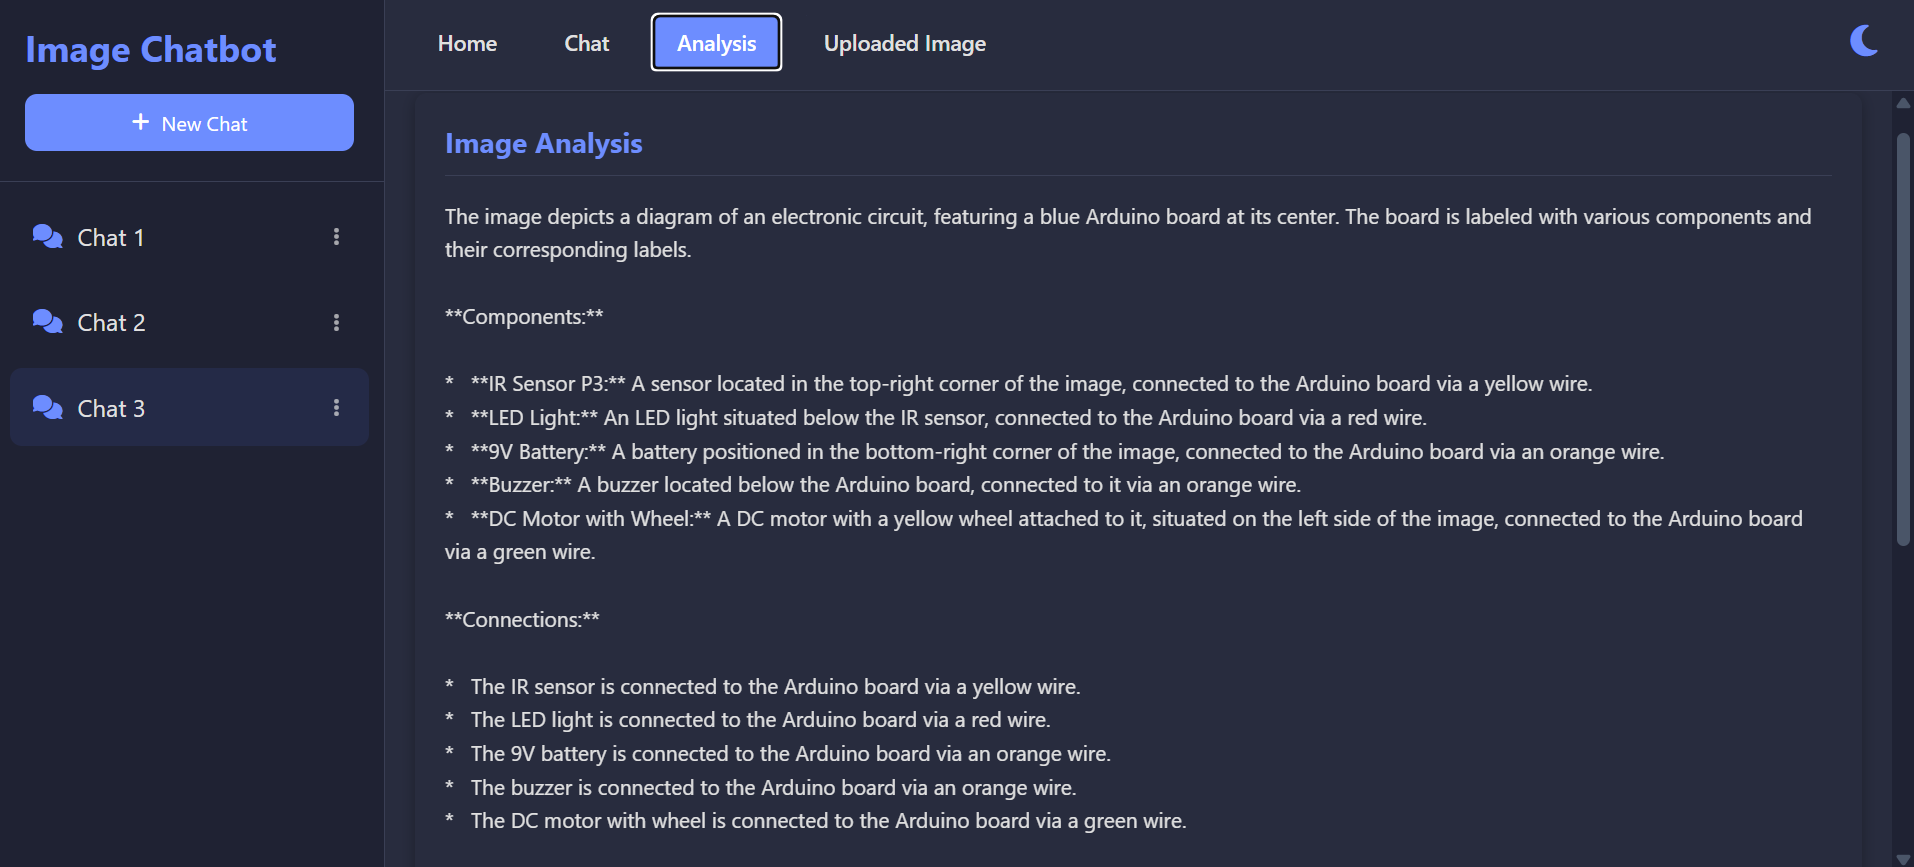 Image Chatbot
+ New Chat
Chat 1
Chat 2
Chat 3
Home
Chat
Analysis
Uploaded Image
Image Analysis
The image depicts a diagram of an electronic circuit, featuring a blue Arduino board at its center. The board is labeled with various components and
their corresponding labels.
**Components:**
*   **IR Sensor P3:** A sensor located in the top-right corner of the image, connected to the Arduino board via a yellow wire.
*   **LED Light:** An LED light situated below the IR sensor, connected to the Arduino board via a red wire.
*   **9V Battery:** A battery positioned in the bottom-right corner of the image, connected to the Arduino board via an orange wire.
*   **Buzzer:** A buzzer located below the Arduino board, connected to it via an orange wire.
*   **DC Motor with Wheel:** A DC motor with a yellow wheel attached to it, situated on the left side of the image, connected to the Arduino board
via a green wire.
**Connections:**
*   The IR sensor is connected to the Arduino board via a yellow wire.
*   The LED light is connected to the Arduino board via a red wire.
*   The 9V battery is connected to the Arduino board via an orange wire.
*   The buzzer is connected to the Arduino board via an orange wire.
*   The DC motor with wheel is connected to the Arduino board via a green wire.